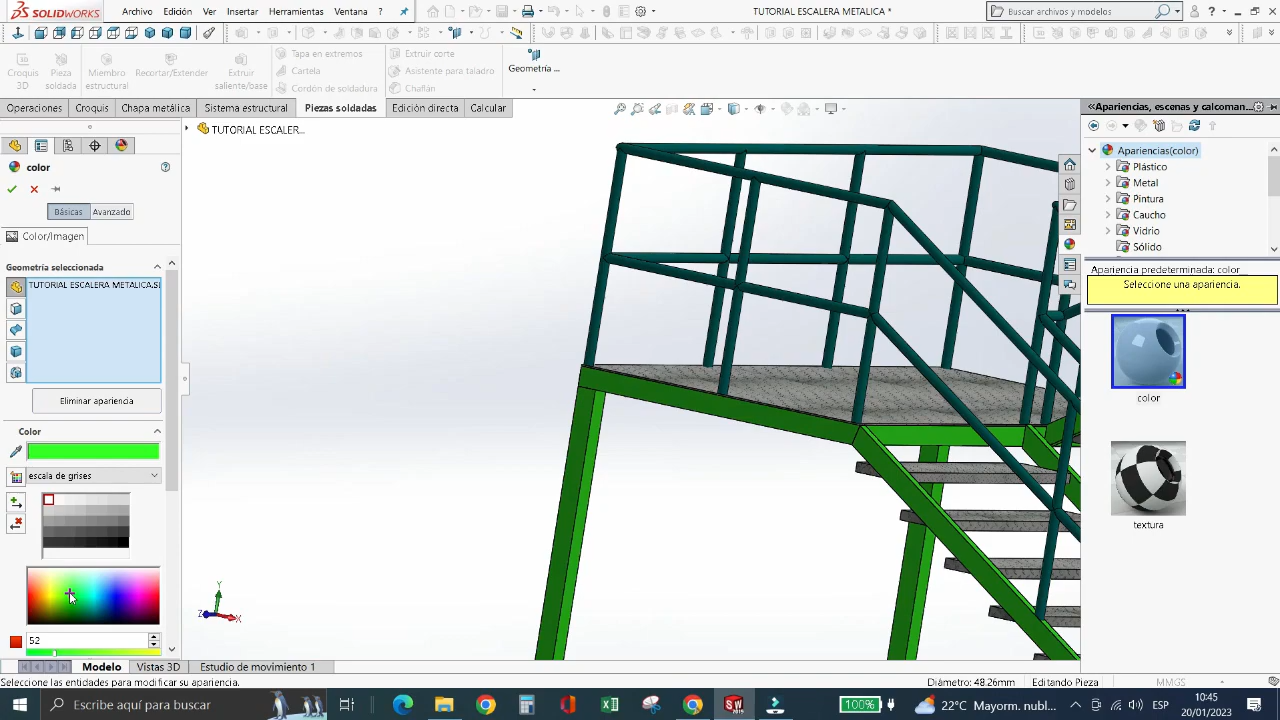 SOLIDWORKS
Archivo Edición Ver Insertar Herramientas Ventana ?
TUTORIAL ESCALERA METALICA *
Buscar archivos y modelos
Croquis 3D
Pieza soldada
Miembro estructural
Recortar/Extender
Extruir saliente/base
Tapa en extremos
Cartela
Cordón de soldadura
Extruir corte
Asistente para taladro
Chaflán
Geometría ...
Operaciones Croquis Chapa metálica Sistema estructural Piezas soldadas Edición directa Calcular
«Apariencias, escenas y calcoman...
TUTORIAL ESCALER...
color
Básicas Avanzado
Color/Imagen
Geometría seleccionada
TUTORIAL ESCALERA METALICA.SL
Eliminar apariencia
Color
escala de grises
52
Apariencias(color)
Plástico
Metal
Pintura
Caucho
Vidrio
Sólido
Apariencia predeterminada: color
Seleccione una apariencia.
color
textura
Y
Z
X
Modelo Vistas 3D Estudio de movimiento 1
Seleccione las entidades para modificar su apariencia.
Diámetro: 48.26mm Editando Pieza MMGS
Escribe aquí para buscar
SW
2019
100%
22°C Mayorm. nubl...
ESP
10:45
20/01/2023